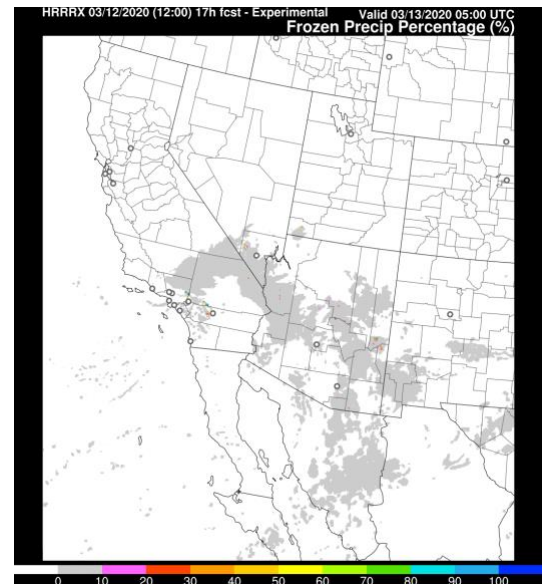 HRRRX 03/12/2020 (12:00) 17h fcst - Experimental Valid 03/13/2020 05:00 UTC
Frozen Precip Percentage (%)
0 10 20 30 40 50 60 70 80 90 100